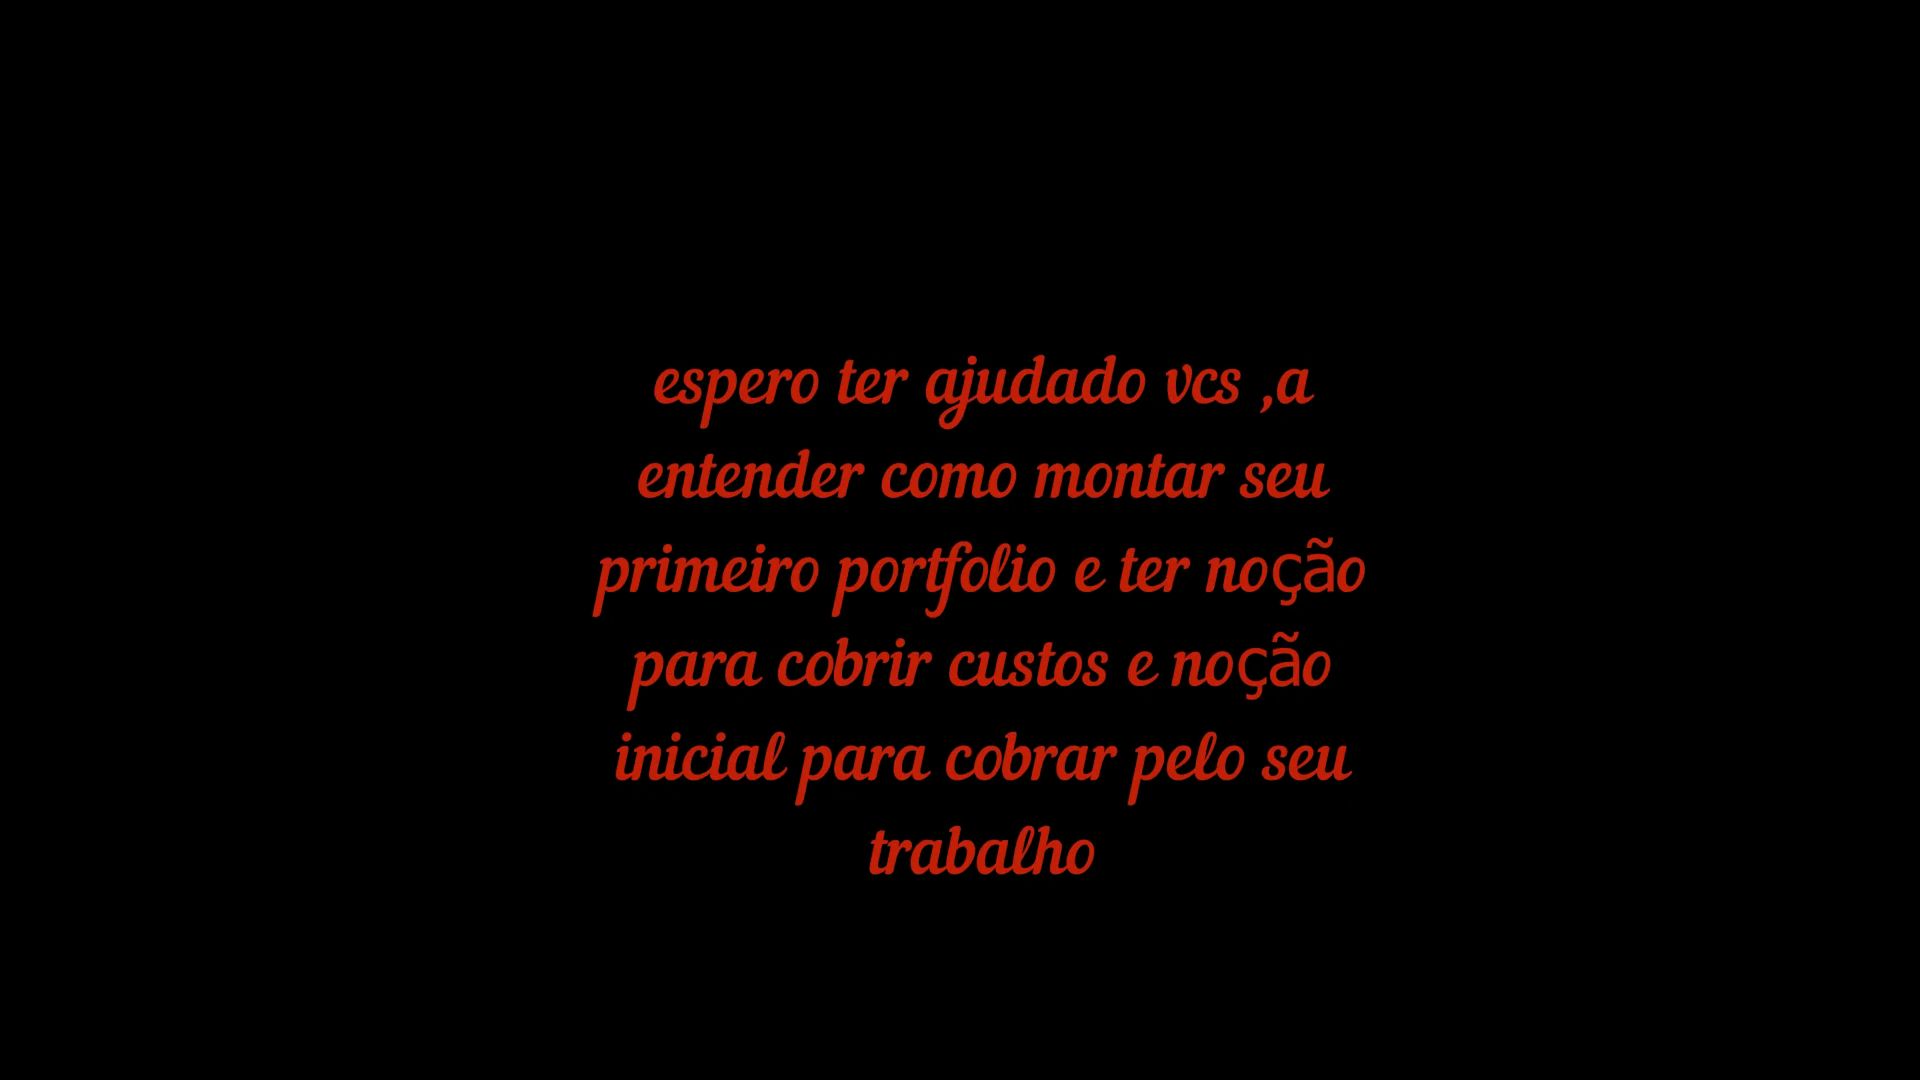 espero ter ajudado vcs ,a
entender como montar seu
primeiro portfolio e ter noção
para cobrir custos e noção
inicial para cobrar pelo seu
trabalho